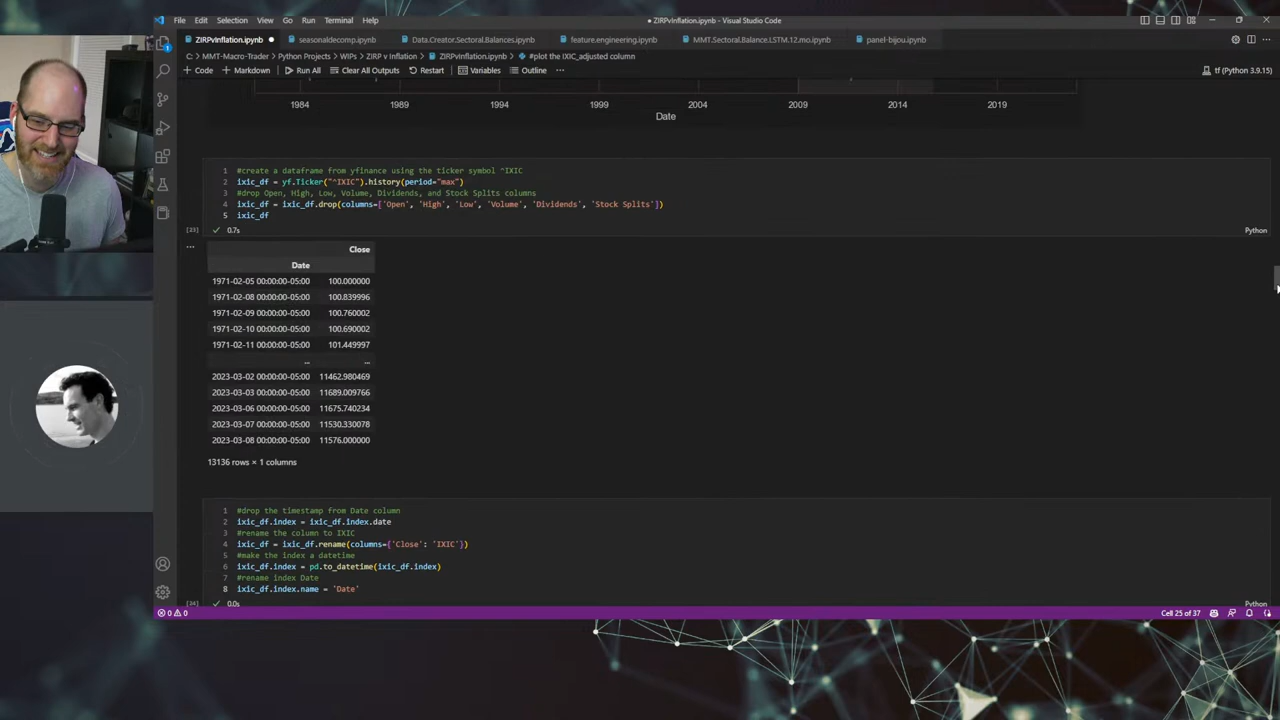 File Edit Selection View Go Run Terminal Help
● ZIRPvInflation.ipynb - Visual Studio Code
ZIRPvInflation.ipynb ● seasonaldecomp.ipynb Data.Creator.Sectoral.Balances.ipynb feature.engineering.ipynb MMT.Sectoral.Balance.LSTM.12.mo.ipynb panel-bijou.ipynb
C: > MMT-Macro-Trader > Python Projects > WIPs > ZIRP v Inflation > ZIRPvInflation.ipynb > #plot the IXIC_adjusted column
+ Code + Markdown Run All Clear All Outputs Restart Variables Outline ... tf (Python 3.9.15)
1984 1989 1994 1999 2004 2009 2014 2019
Date
1 #create a dataframe from yfinance using the ticker symbol ^IXIC
2 ixic_df = yf.Ticker("^IXIC").history(period="max")
3 #drop Open, High, Low, Volume, Dividends, and Stock Splits columns
4 ixic_df = ixic_df.drop(columns=['Open', 'High', 'Low', 'Volume', 'Dividends', 'Stock Splits'])
5 ixic_df
[23] ✓ 0.7s Python
... Close
Date
1971-02-05 00:00:00-05:00 100.000000
1971-02-08 00:00:00-05:00 100.839996
1971-02-09 00:00:00-05:00 100.760002
1971-02-10 00:00:00-05:00 100.690002
1971-02-11 00:00:00-05:00 101.449997
... ...
2023-03-02 00:00:00-05:00 11462.980469
2023-03-03 00:00:00-05:00 11689.009766
2023-03-06 00:00:00-05:00 11675.740234
2023-03-07 00:00:00-05:00 11530.330078
2023-03-08 00:00:00-05:00 11576.000000
13136 rows × 1 columns
1 #drop the timestamp from Date column
2 ixic_df.index = ixic_df.index.date
3 #rename the column to IXIC
4 ixic_df = ixic_df.rename(columns={'Close': 'IXIC'})
5 #make the index a datetime
6 ixic_df.index = pd.to_datetime(ixic_df.index)
7 #rename index Date
8 ixic_df.index.name = 'Date'
[24] ✓ 0.0s Python
0 0 Cell 25 of 37